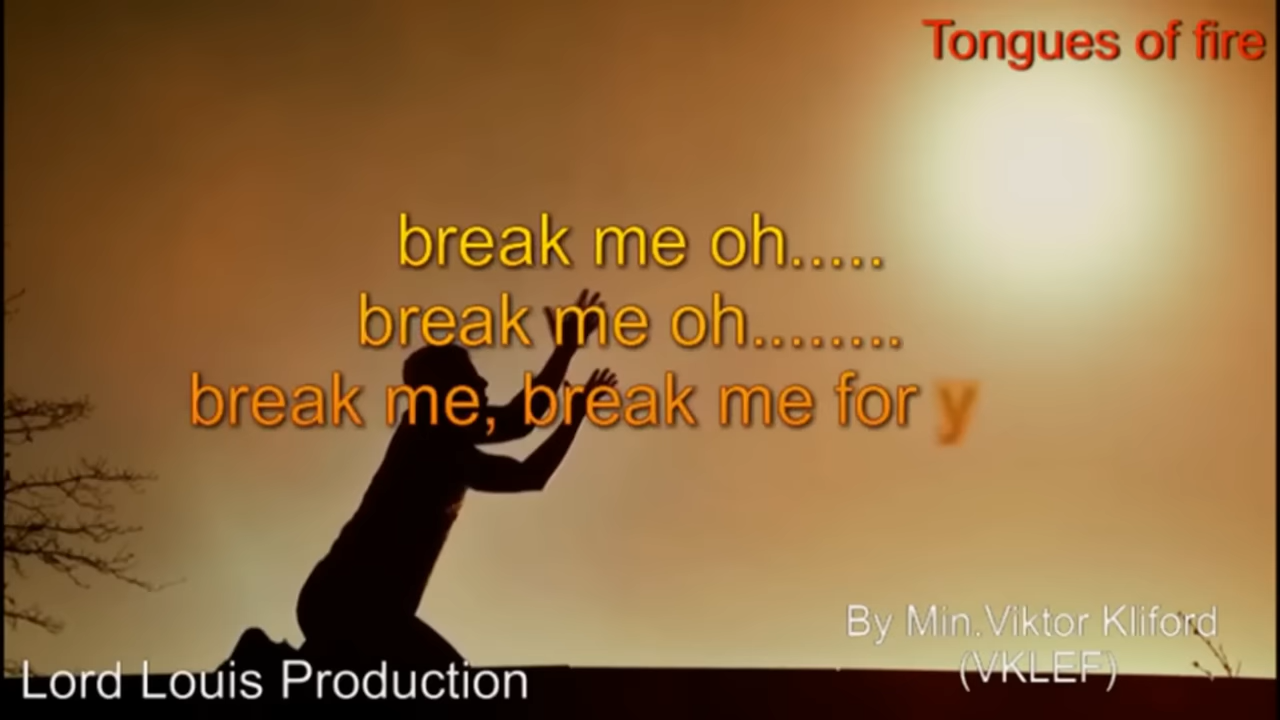 Tongues of fire
break me oh.....
break me oh........
break me, break me for y
By Min.Viktor Kliford
(VKLEF)
Lord Louis Production